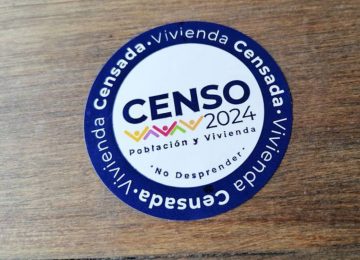 Vivienda Censada · Vivienda Censada · Vivienda Censada ·
CENSO
2024
Población y Vivienda
· No Desprender ·